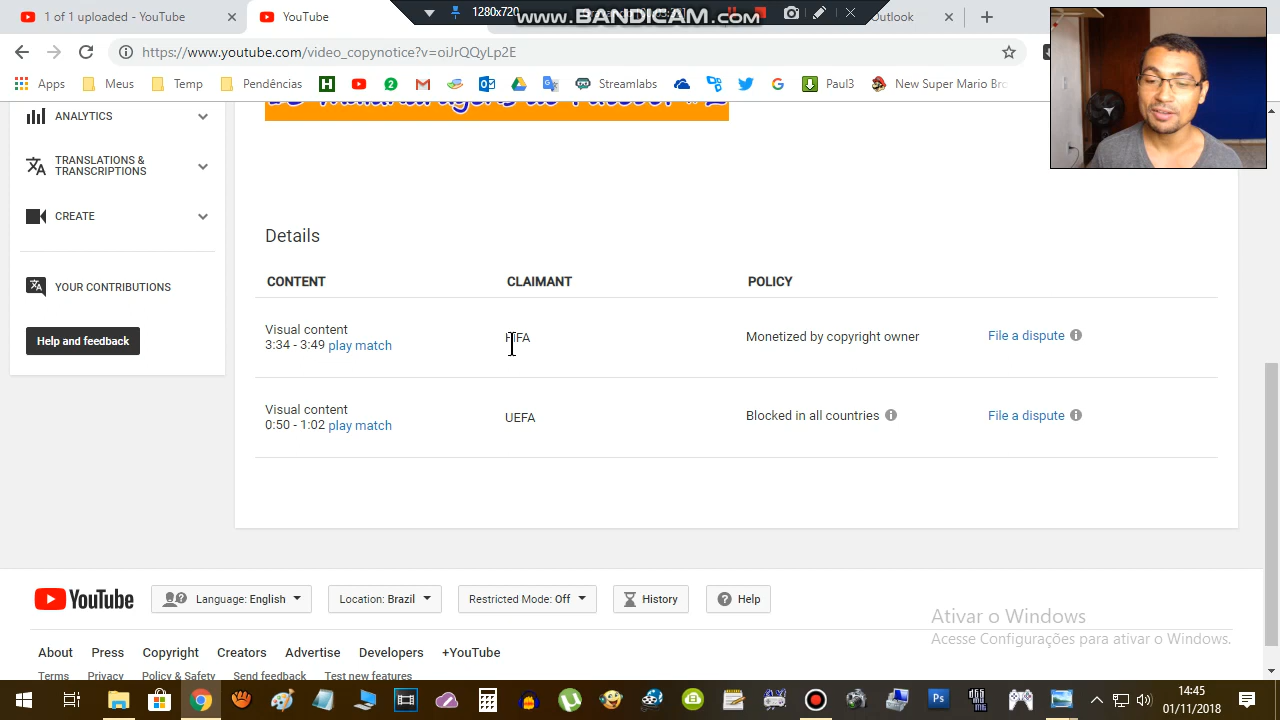 1 of 1 uploaded - YouTube
YouTube
1280x720
www.BANDICAM.com
Outlook
https://www.youtube.com/video_copynotice?v=oiJrQQyLp2E
Apps
Meus
Temp
Pendências
Streamlabs
Paul3
New Super Mario Bro
ANALYTICS
TRANSLATIONS &
TRANSCRIPTIONS
CREATE
YOUR CONTRIBUTIONS
Help and feedback
Details
CONTENT CLAIMANT POLICY
Visual content
3:34 - 3:49 play match
FIFA
Monetized by copyright owner
File a dispute
Visual content
0:50 - 1:02 play match
UEFA
Blocked in all countries
File a dispute
YouTube
Language: English
Location: Brazil
Restricted Mode: Off
History
Help
Ativar o Windows
Acesse Configurações para ativar o Windows.
About Press Copyright Creators Advertise Developers +YouTube
Terms Privacy Policy & Safety Send feedback Test new features
14:45
01/11/2018